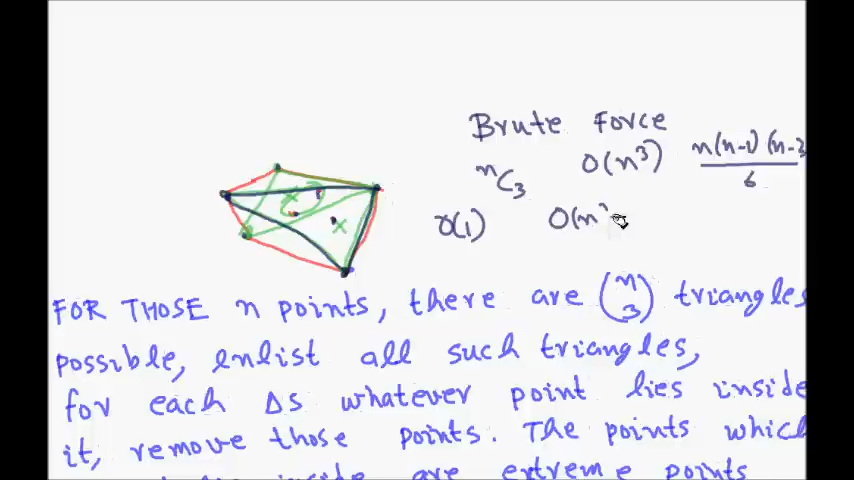 Brute Force
nC3 O(n³) n(n-1)(n-2
6
O(1) O(n
FOR THOSE n points, there are (n 3) triangles
possible, enlist all such triangles,
for each Δs whatever point lies inside
it, remove those points. The points which
inside are extreme points